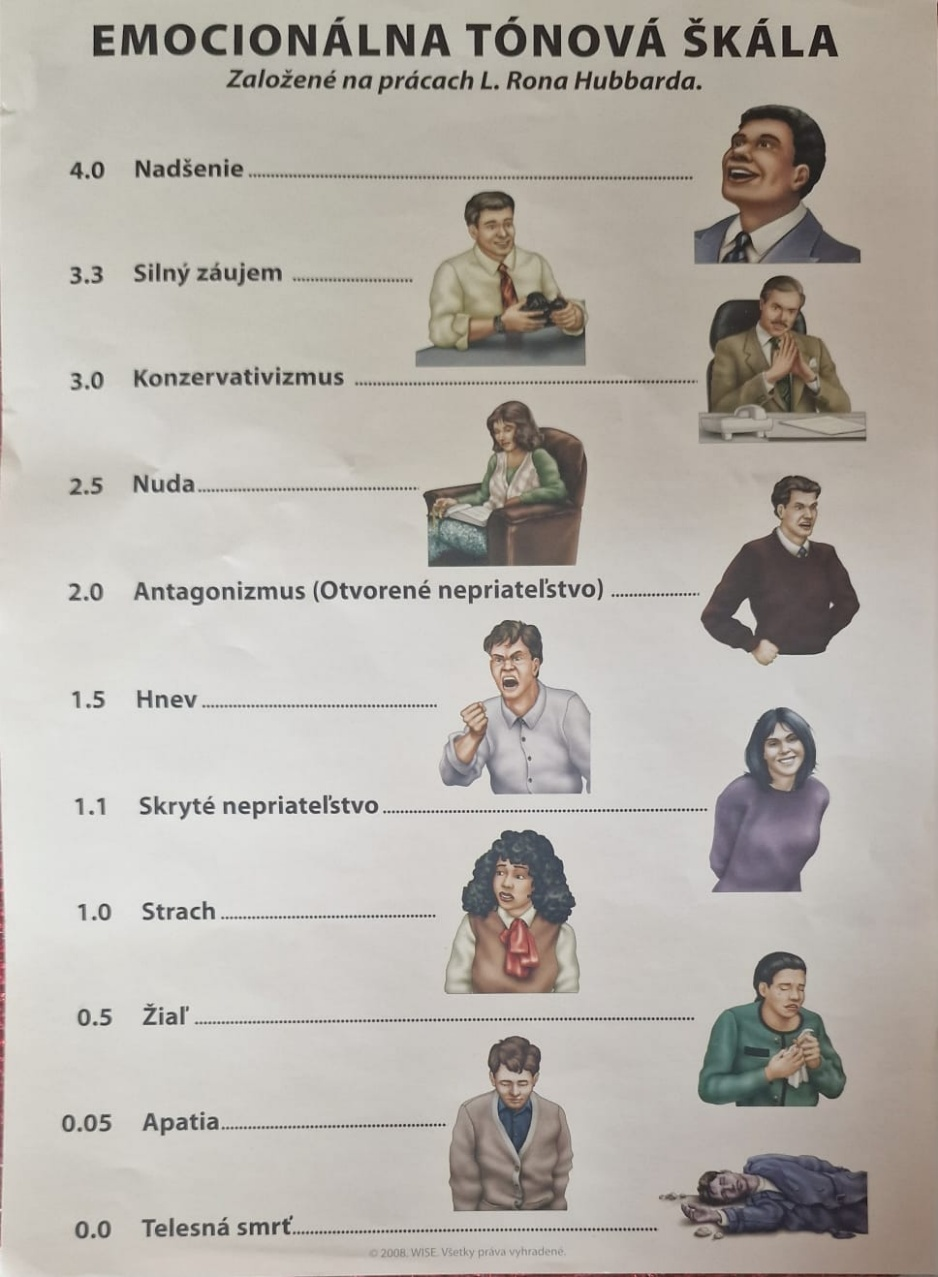 EMOCIONÁLNA TÓNOVÁ ŠKÁLA
Založené na prácach L. Rona Hubbarda.
4.0 Nadšenie
3.3 Silný záujem
3.0 Konzervativizmus
2.5 Nuda
2.0 Antagonizmus (Otvorené nepriateľstvo)
1.5 Hnev
1.1 Skryté nepriateľstvo
1.0 Strach
0.5 Žiaľ
0.05 Apatia
0.0 Telesná smrť
© 2008. WISE. Všetky práva vyhradené.